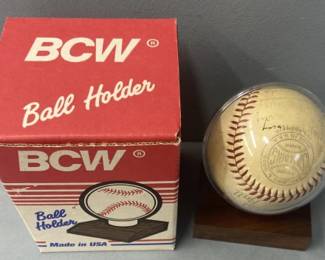 BCW ®
Ball Holder
BCW ®
Ball
Holder
Made in USA